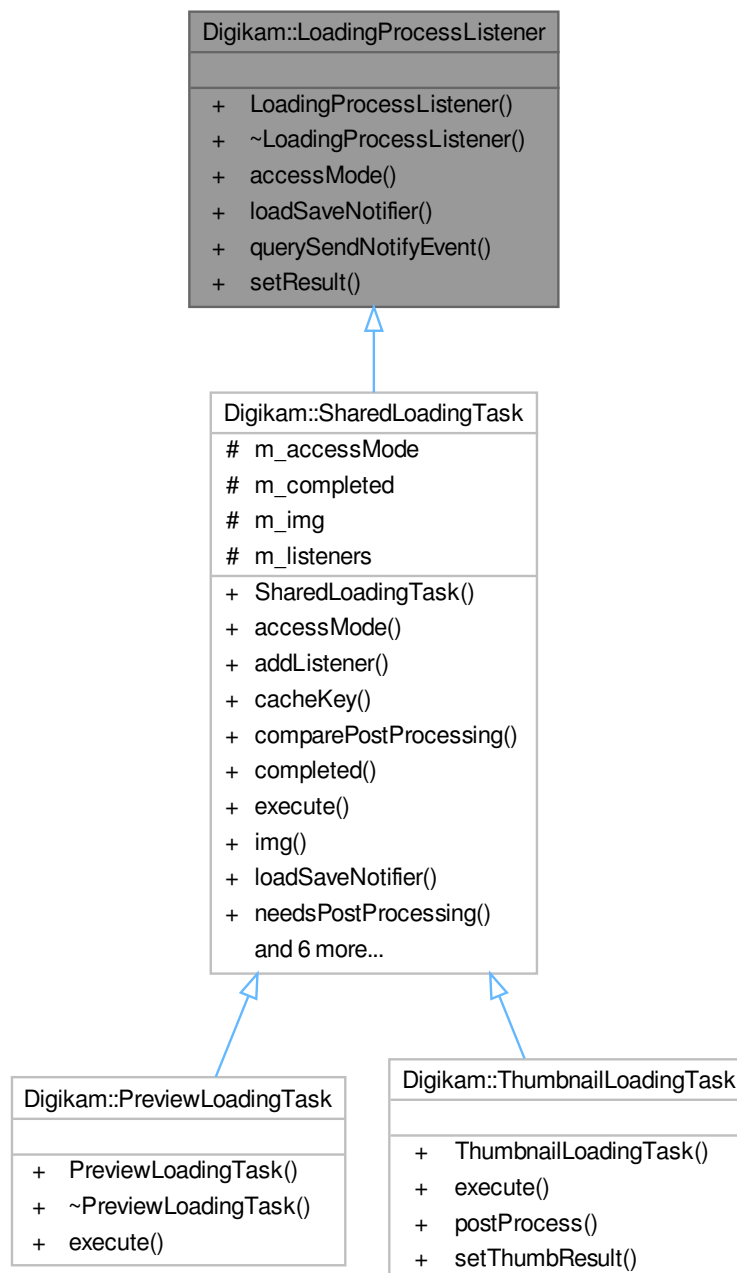 Digikam::LoadingProcessListener
+ LoadingProcessListener()
+ ~LoadingProcessListener()
+ accessMode()
+ loadSaveNotifier()
+ querySendNotifyEvent()
+ setResult()
Digikam::SharedLoadingTask
# m_accessMode
# m_completed
# m_img
# m_listeners
+ SharedLoadingTask()
+ accessMode()
+ addListener()
+ cacheKey()
+ comparePostProcessing()
+ completed()
+ execute()
+ img()
+ loadSaveNotifier()
+ needsPostProcessing()
and 6 more...
Digikam::PreviewLoadingTask
+ PreviewLoadingTask()
+ ~PreviewLoadingTask()
+ execute()
Digikam::ThumbnailLoadingTask
+ ThumbnailLoadingTask()
+ execute()
+ postProcess()
+ setThumbResult()